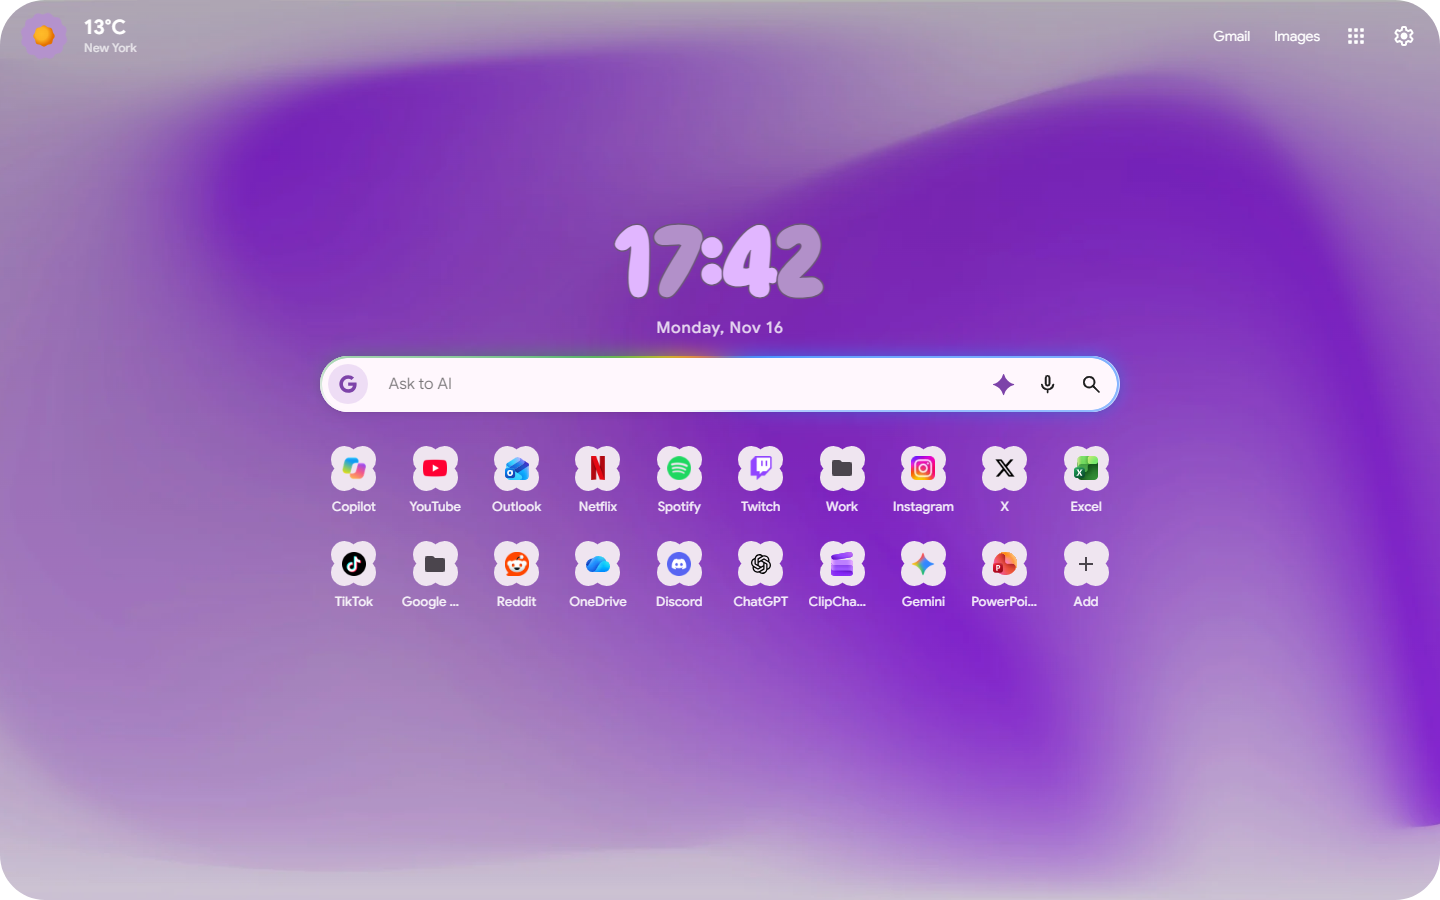 13°C
New York
Gmail Images
17:42
Monday, Nov 16
Ask to AI
Copilot YouTube Outlook Netflix Spotify Twitch Work Instagram X Excel
TikTok Google ... Reddit OneDrive Discord ChatGPT ClipCha... Gemini PowerPoi... Add